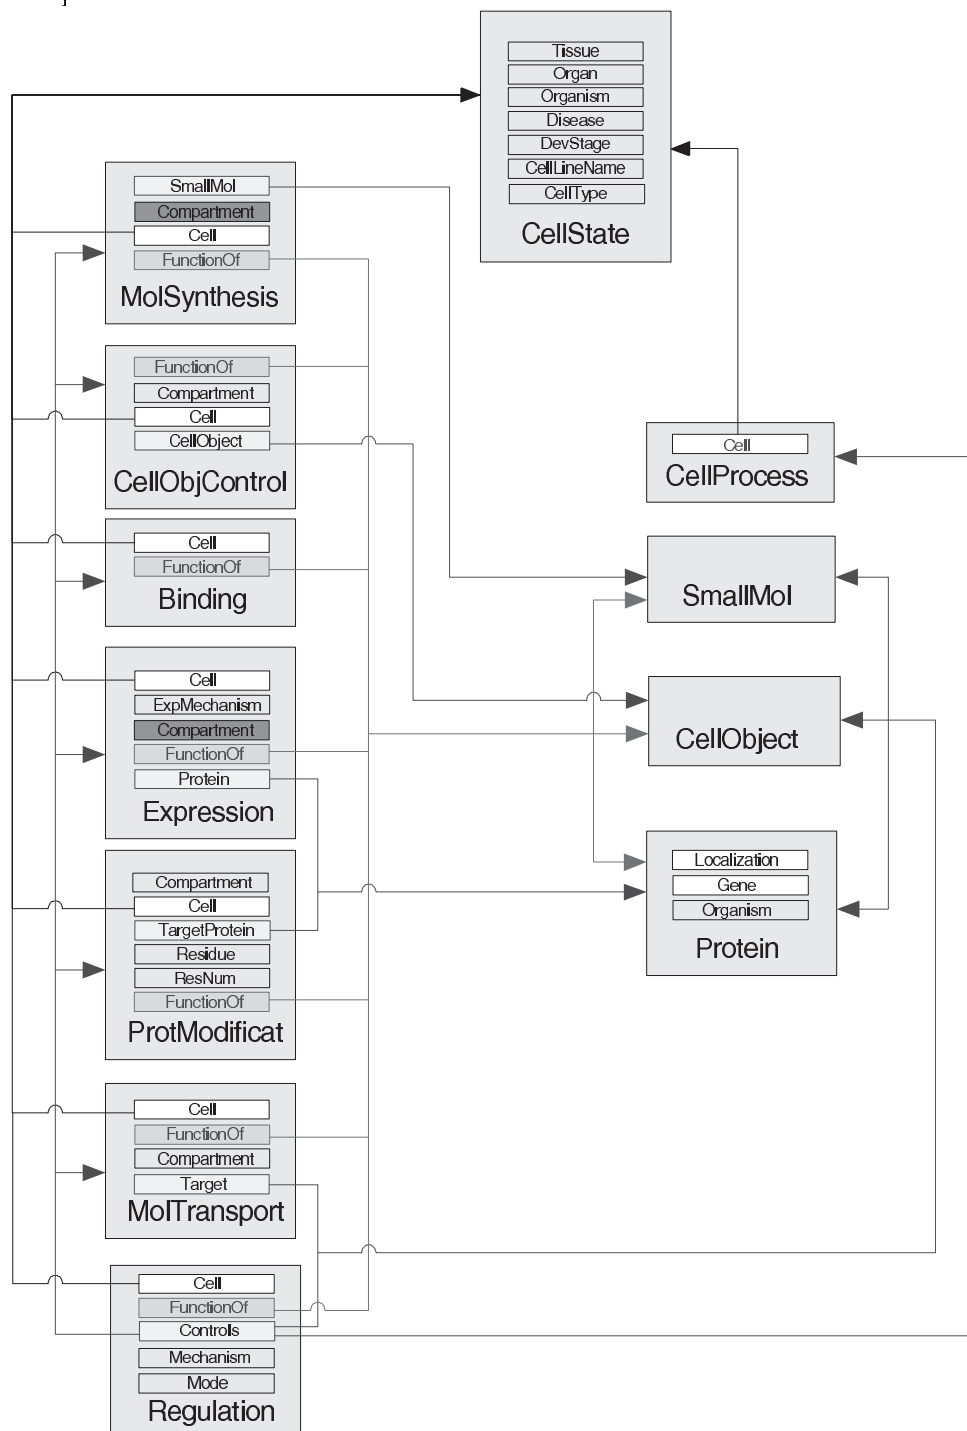 ]
Tissue
Organ
Organism
Disease
DevStage
CellLineName
CellType
CellState
SmallMol
Compartment
Cell
FunctionOf
MolSynthesis
FunctionOf
Compartment
Cell
CellObject
CellObjControl
Cell
FunctionOf
Binding
Cell
ExpMechanism
Compartment
FunctionOf
Protein
Expression
Compartment
Cell
TargetProtein
Residue
ResNum
FunctionOf
ProtModificat
Cell
FunctionOf
Compartment
Target
MolTransport
Cell
FunctionOf
Controls
Mechanism
Mode
Regulation
Cell
CellProcess
SmallMol
CellObject
Localization
Gene
Organism
Protein